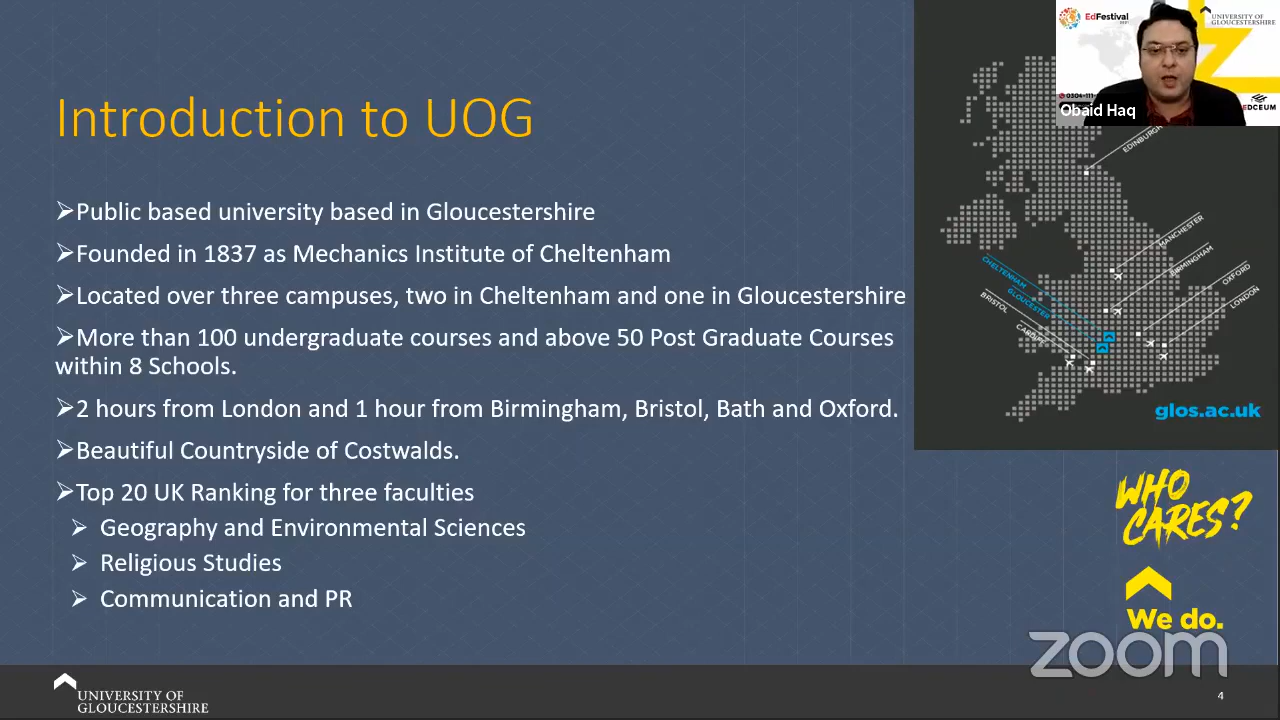 Introduction to UOG
➢Public based university based in Gloucestershire
➢Founded in 1837 as Mechanics Institute of Cheltenham
➢Located over three campuses, two in Cheltenham and one in Gloucestershire
➢More than 100 undergraduate courses and above 50 Post Graduate Courses
within 8 Schools.
➢2 hours from London and 1 hour from Birmingham, Bristol, Bath and Oxford.
➢Beautiful Countryside of Costwalds.
➢Top 20 UK Ranking for three faculties
➢ Geography and Environmental Sciences
➢ Religious Studies
➢ Communication and PR
EdFestival
UNIVERSITY OF
GLOUCESTERSHIRE
0304-111-
Obaid Haq
EDCEUM
EDINBURGH
MANCHESTER
BIRMINGHAM
OXFORD
LONDON
CHELTENHAM
GLOUCESTER
BRISTOL
CARDIFF
glos.ac.uk
WHO
CARES?
We do.
zoom
UNIVERSITY OF
GLOUCESTERSHIRE
4